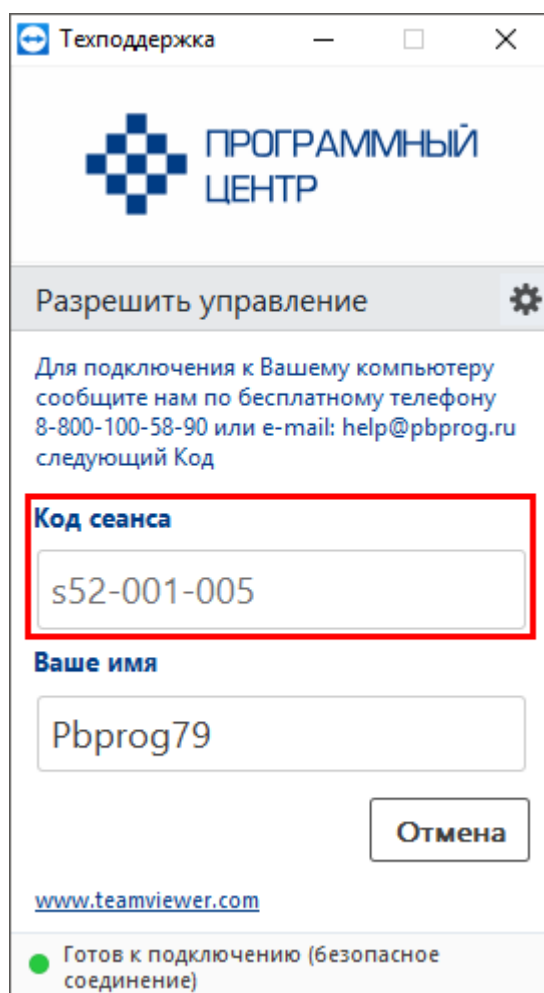 Техподдержка
ПРОГРАММНЫЙ
ЦЕНТР
Разрешить управление
Для подключения к Вашему компьютеру
сообщите нам по бесплатному телефону
8-800-100-58-90 или e-mail: help@pbprog.ru
следующий Код
Код сеанса
s52-001-005
Ваше имя
Pbprog79
Отмена
www.teamviewer.com
Готов к подключению (безопасное
соединение)